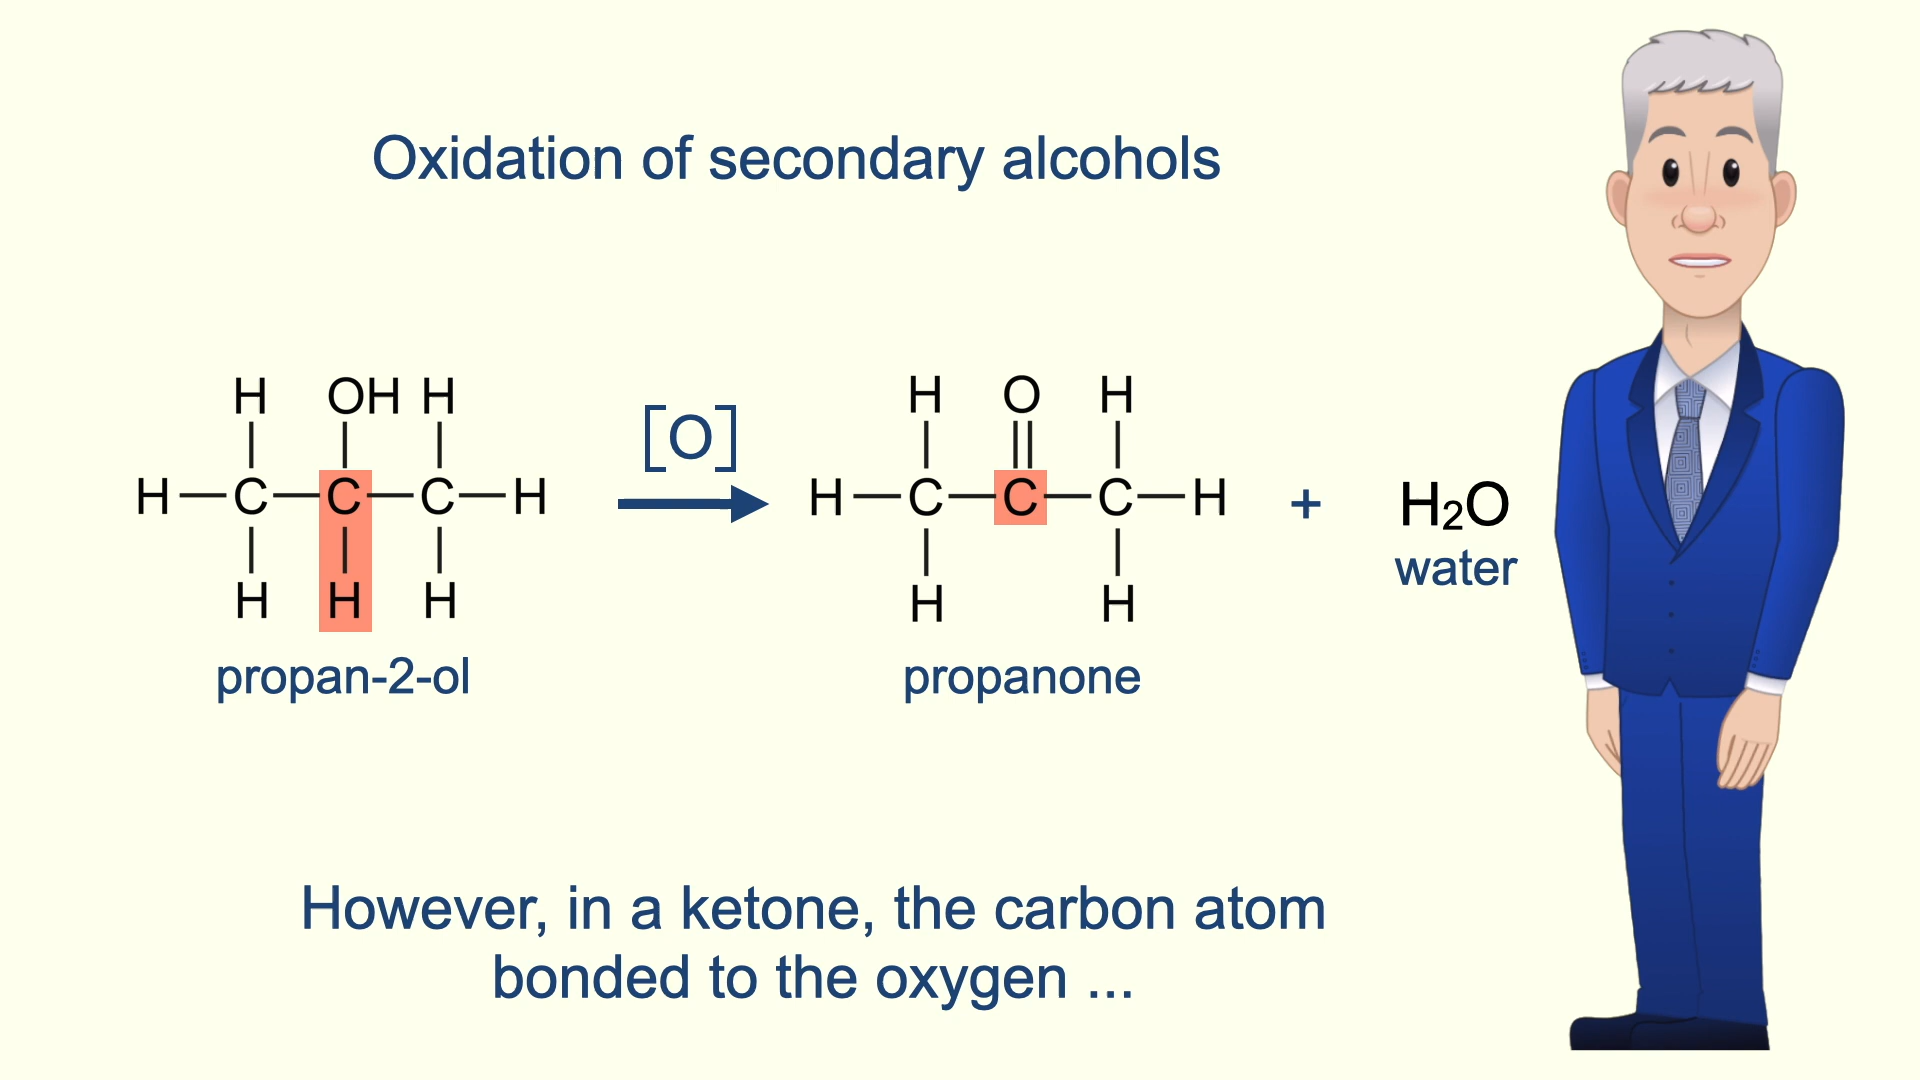 Oxidation of secondary alcohols
H OH H
H C C C H
H H H
propan-2-ol
[O]
H O H
H C C C H
H H
propanone
+
H₂O
water
However, in a ketone, the carbon atom
bonded to the oxygen ...